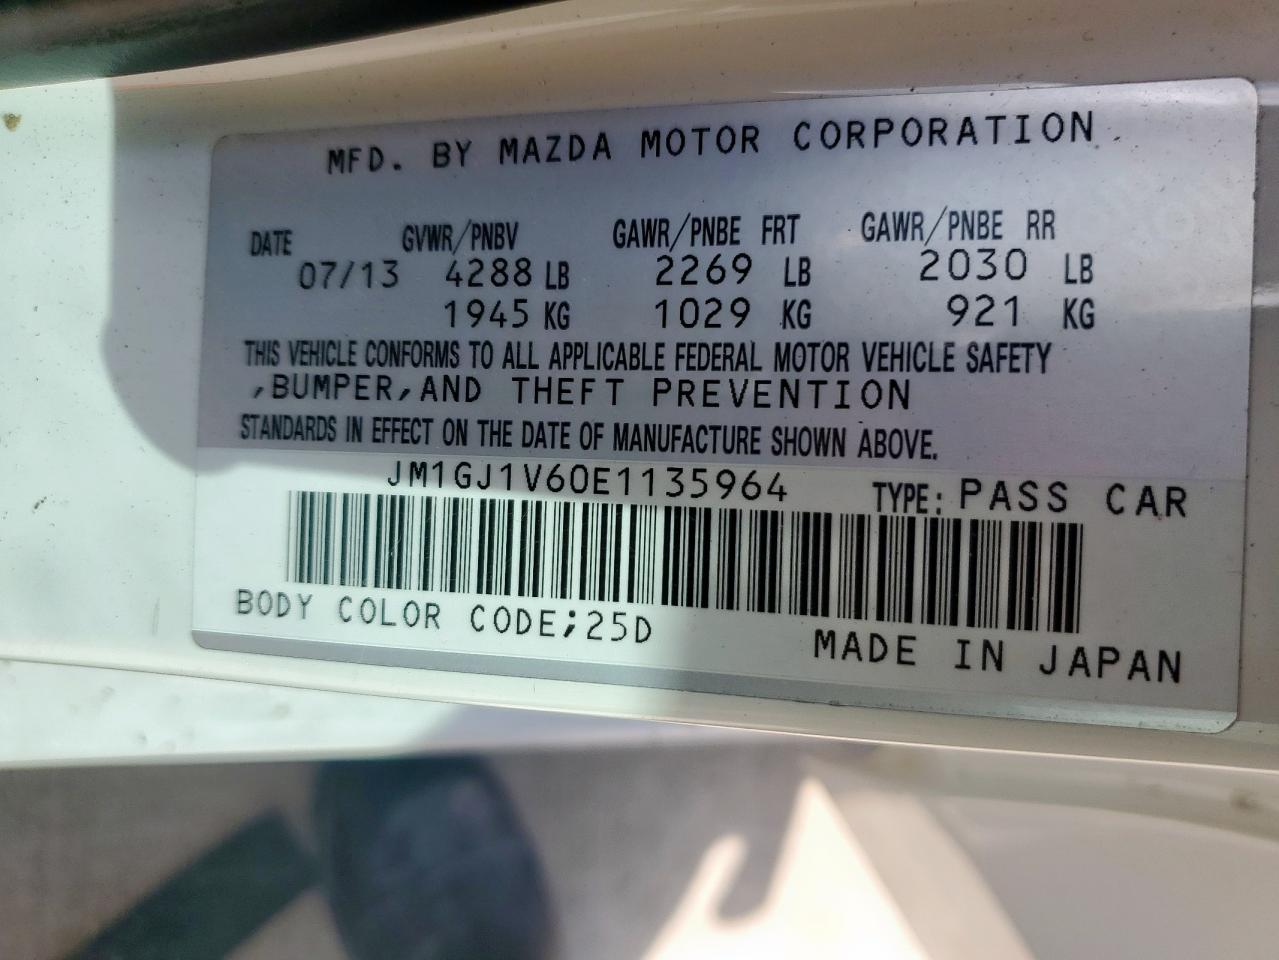 MFD. BY MAZDA MOTOR CORPORATION
DATE GVWR/PNBV GAWR/PNBE FRT GAWR/PNBE RR
07/13 4288 LB 2269 LB 2030 LB
1945 KG 1029 KG 921 KG
THIS VEHICLE CONFORMS TO ALL APPLICABLE FEDERAL MOTOR VEHICLE SAFETY
,BUMPER,AND THEFT PREVENTION
STANDARDS IN EFFECT ON THE DATE OF MANUFACTURE SHOWN ABOVE.
JM1GJ1V60E1135964 TYPE: PASS CAR
BODY COLOR CODE;25D
MADE IN JAPAN